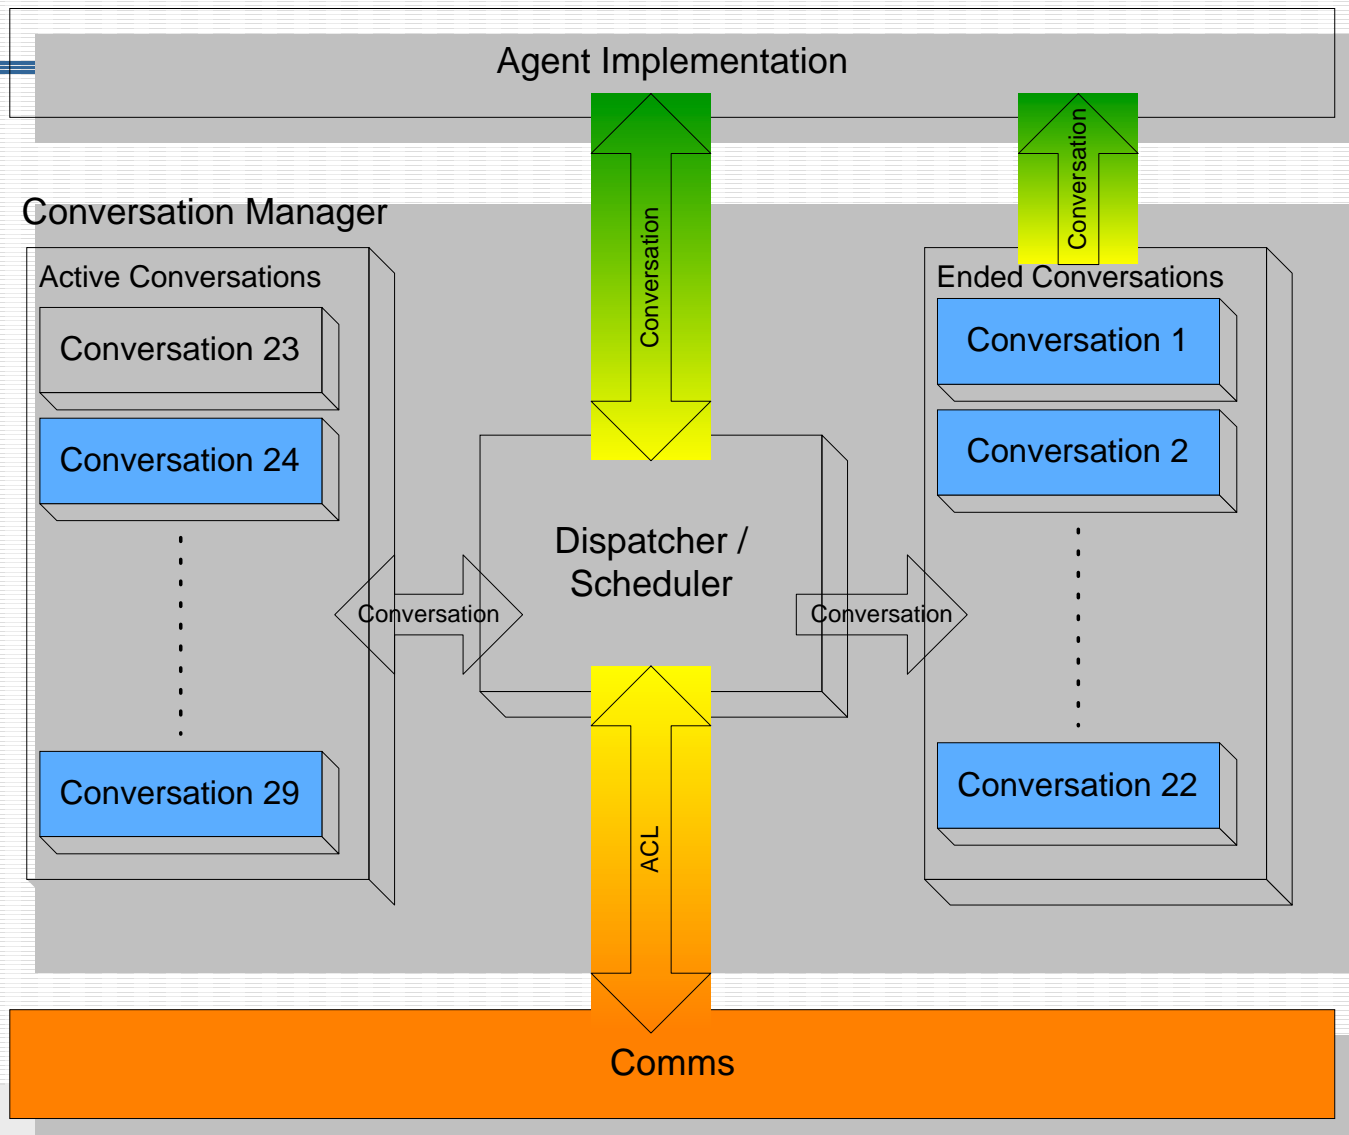 Agent Implementation
Conversation
Conversation
Conversation Manager
Active Conversations
Conversation 23
Conversation 24
Conversation 29
Conversation
Dispatcher /
Scheduler
Conversation
Ended Conversations
Conversation 1
Conversation 2
Conversation 22
ACL
Comms